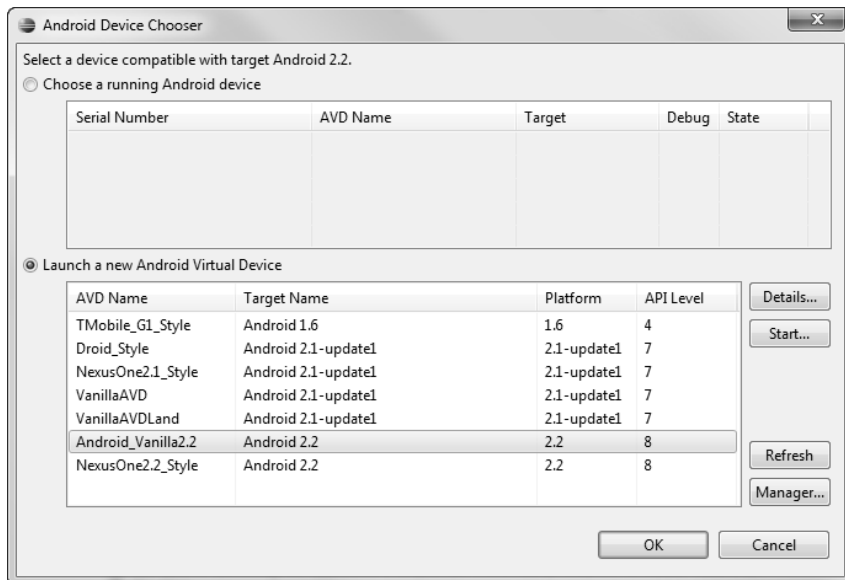 Android Device Chooser
x
Select a device compatible with target Android 2.2.
Choose a running Android device
Serial Number AVD Name Target Debug State
Launch a new Android Virtual Device
AVD Name Target Name Platform API Level
TMobile_G1_Style Android 1.6 1.6 4
Droid_Style Android 2.1-update1 2.1-update1 7
NexusOne2.1_Style Android 2.1-update1 2.1-update1 7
VanillaAVD Android 2.1-update1 2.1-update1 7
VanillaAVDLand Android 2.1-update1 2.1-update1 7
Android_Vanilla2.2 Android 2.2 2.2 8
NexusOne2.2_Style Android 2.2 2.2 8
Details...
Start...
Refresh
Manager...
OK Cancel